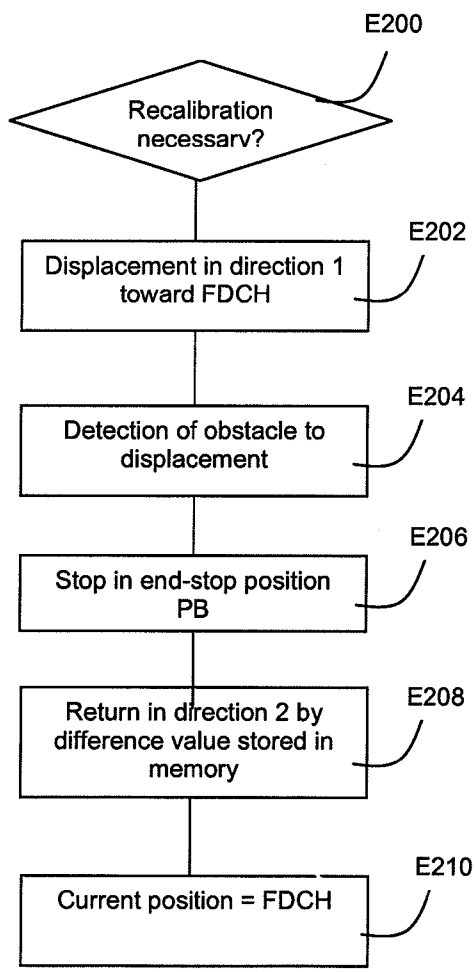 E200
Recalibration
necessary?
E202
Displacement in direction 1
toward FDCH
E204
Detection of obstacle to
displacement
E206
Stop in end-stop position
PB
E208
Return in direction 2 by
difference value stored in
memory
E210
Current position = FDCH